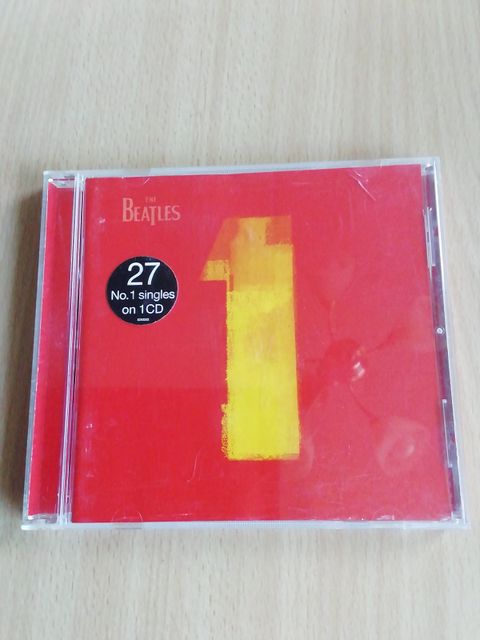 THE
BEATLES
1
27
No.1 singles
on 1CD